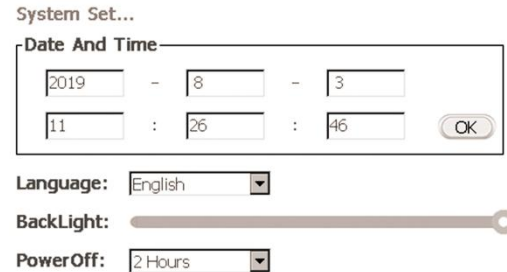 System Set...
Date And Time
2019 - 8 - 3
11 : 26 : 46 OK
Language: English
BackLight:
PowerOff: 2 Hours